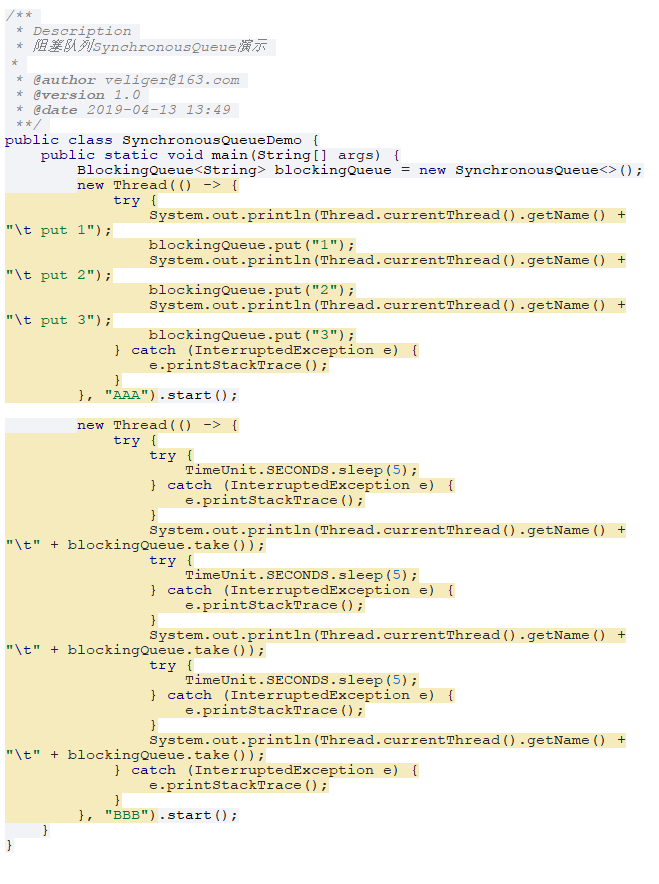 /**
 * Description
 * 阻塞队列SynchronousQueue演示
 *
 * @author veliger@163.com
 * @version 1.0
 * @date 2019-04-13 13:49
 **/
public class SynchronousQueueDemo {
    public static void main(String[] args) {
        BlockingQueue<String> blockingQueue = new SynchronousQueue<>();
        new Thread(() -> {
            try {
                System.out.println(Thread.currentThread().getName() +
"\t put 1");
                blockingQueue.put("1");
                System.out.println(Thread.currentThread().getName() +
"\t put 2");
                blockingQueue.put("2");
                System.out.println(Thread.currentThread().getName() +
"\t put 3");
                blockingQueue.put("3");
            } catch (InterruptedException e) {
                e.printStackTrace();
            }
        }, "AAA").start();

        new Thread(() -> {
            try {
                try {
                    TimeUnit.SECONDS.sleep(5);
                } catch (InterruptedException e) {
                    e.printStackTrace();
                }
                System.out.println(Thread.currentThread().getName() +
"\t" + blockingQueue.take());
                try {
                    TimeUnit.SECONDS.sleep(5);
                } catch (InterruptedException e) {
                    e.printStackTrace();
                }
                System.out.println(Thread.currentThread().getName() +
"\t" + blockingQueue.take());
                try {
                    TimeUnit.SECONDS.sleep(5);
                } catch (InterruptedException e) {
                    e.printStackTrace();
                }
                System.out.println(Thread.currentThread().getName() +
"\t" + blockingQueue.take());
            } catch (InterruptedException e) {
                e.printStackTrace();
            }
        }, "BBB").start();
    }
}